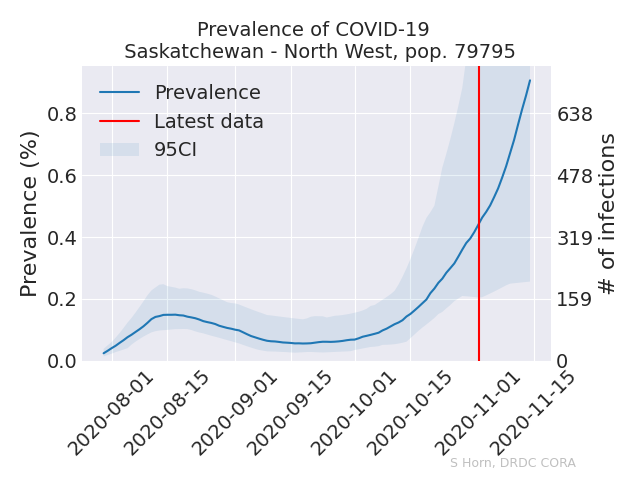 Prevalence of COVID-19
Saskatchewan - North West, pop. 79795
Prevalence
Latest data
95CI
Prevalence (%)
0.8
0.6
0.4
0.2
0.0
638
478
319
159
0
# of infections
2020-08-01
2020-08-15
2020-09-01
2020-09-15
2020-10-01
2020-10-15
2020-11-01
2020-11-15
S Horn, DRDC CORA